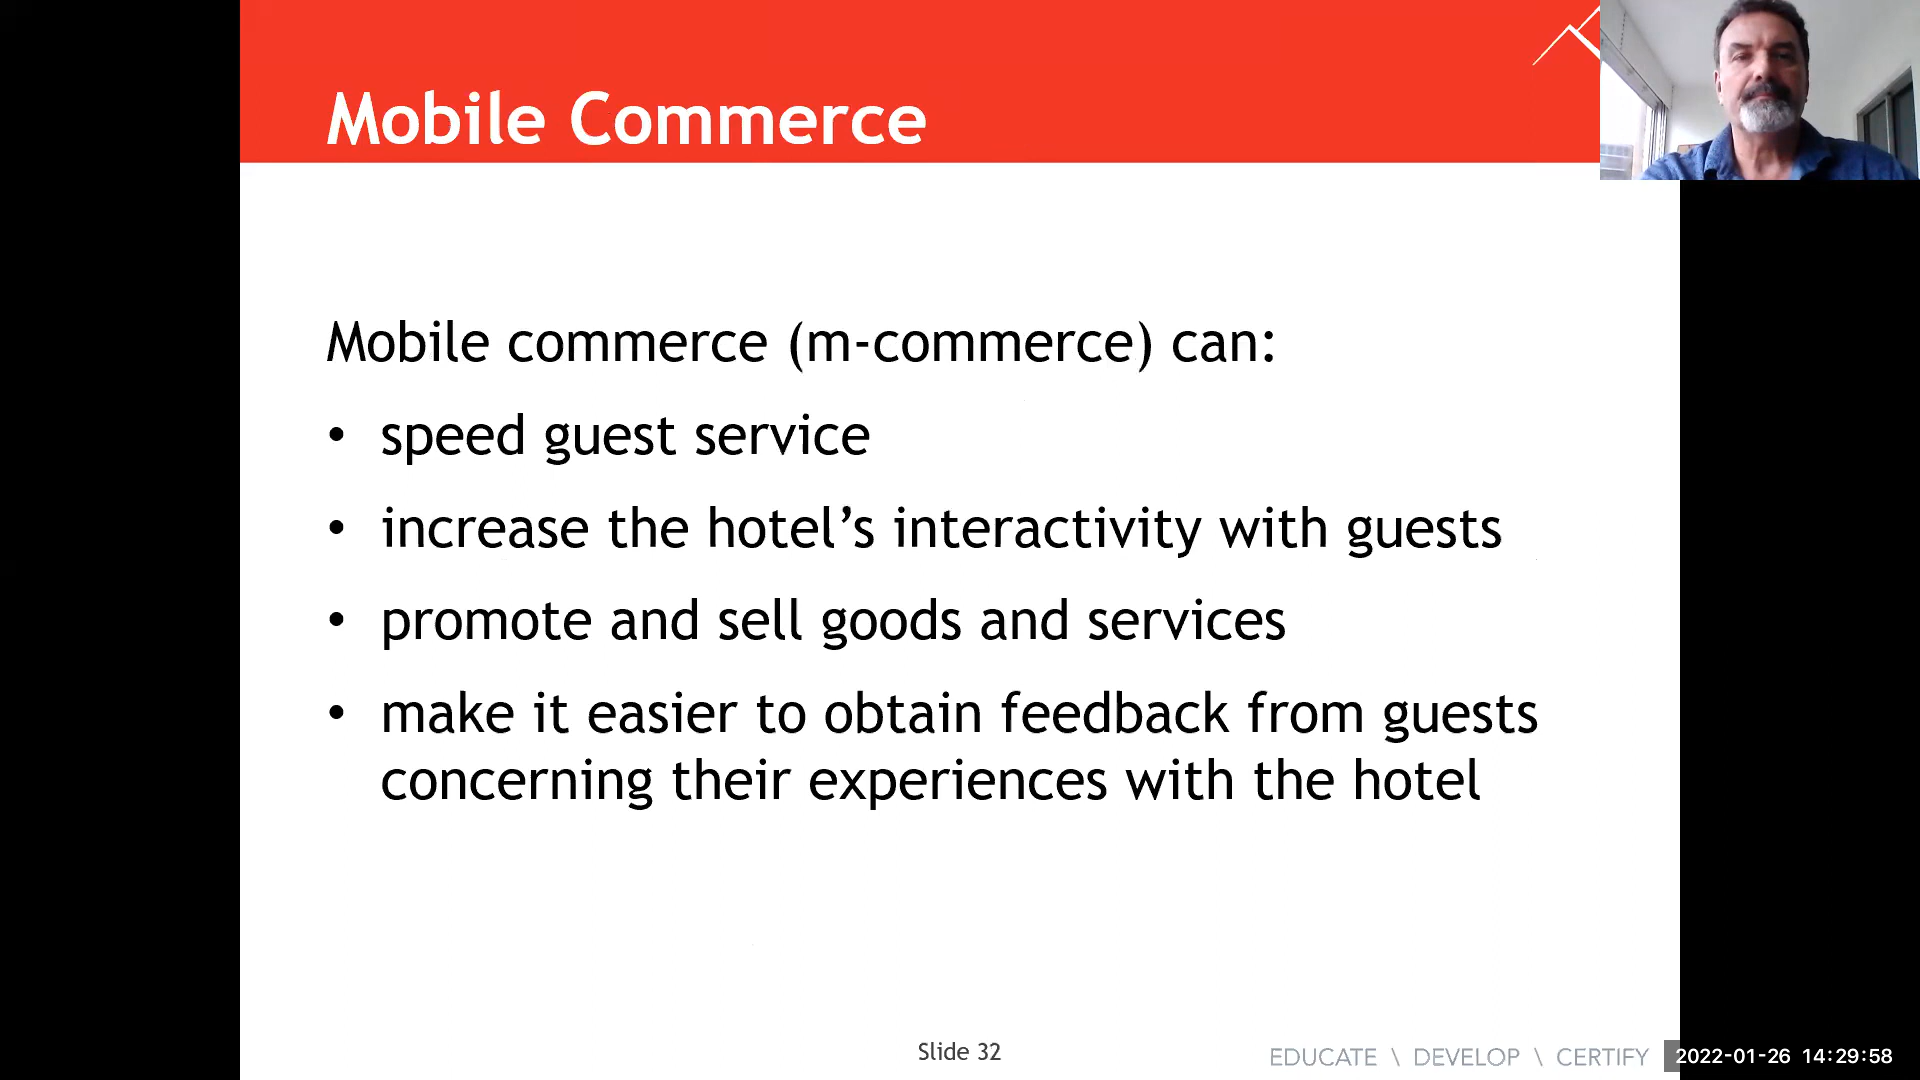 Mobile Commerce
Mobile commerce (m-commerce) can:
• speed guest service
• increase the hotel’s interactivity with guests
• promote and sell goods and services
• make it easier to obtain feedback from guests
concerning their experiences with the hotel
Slide 32
EDUCATE \ DEVELOP \ CERTIFY
2022-01-26 14:29:58